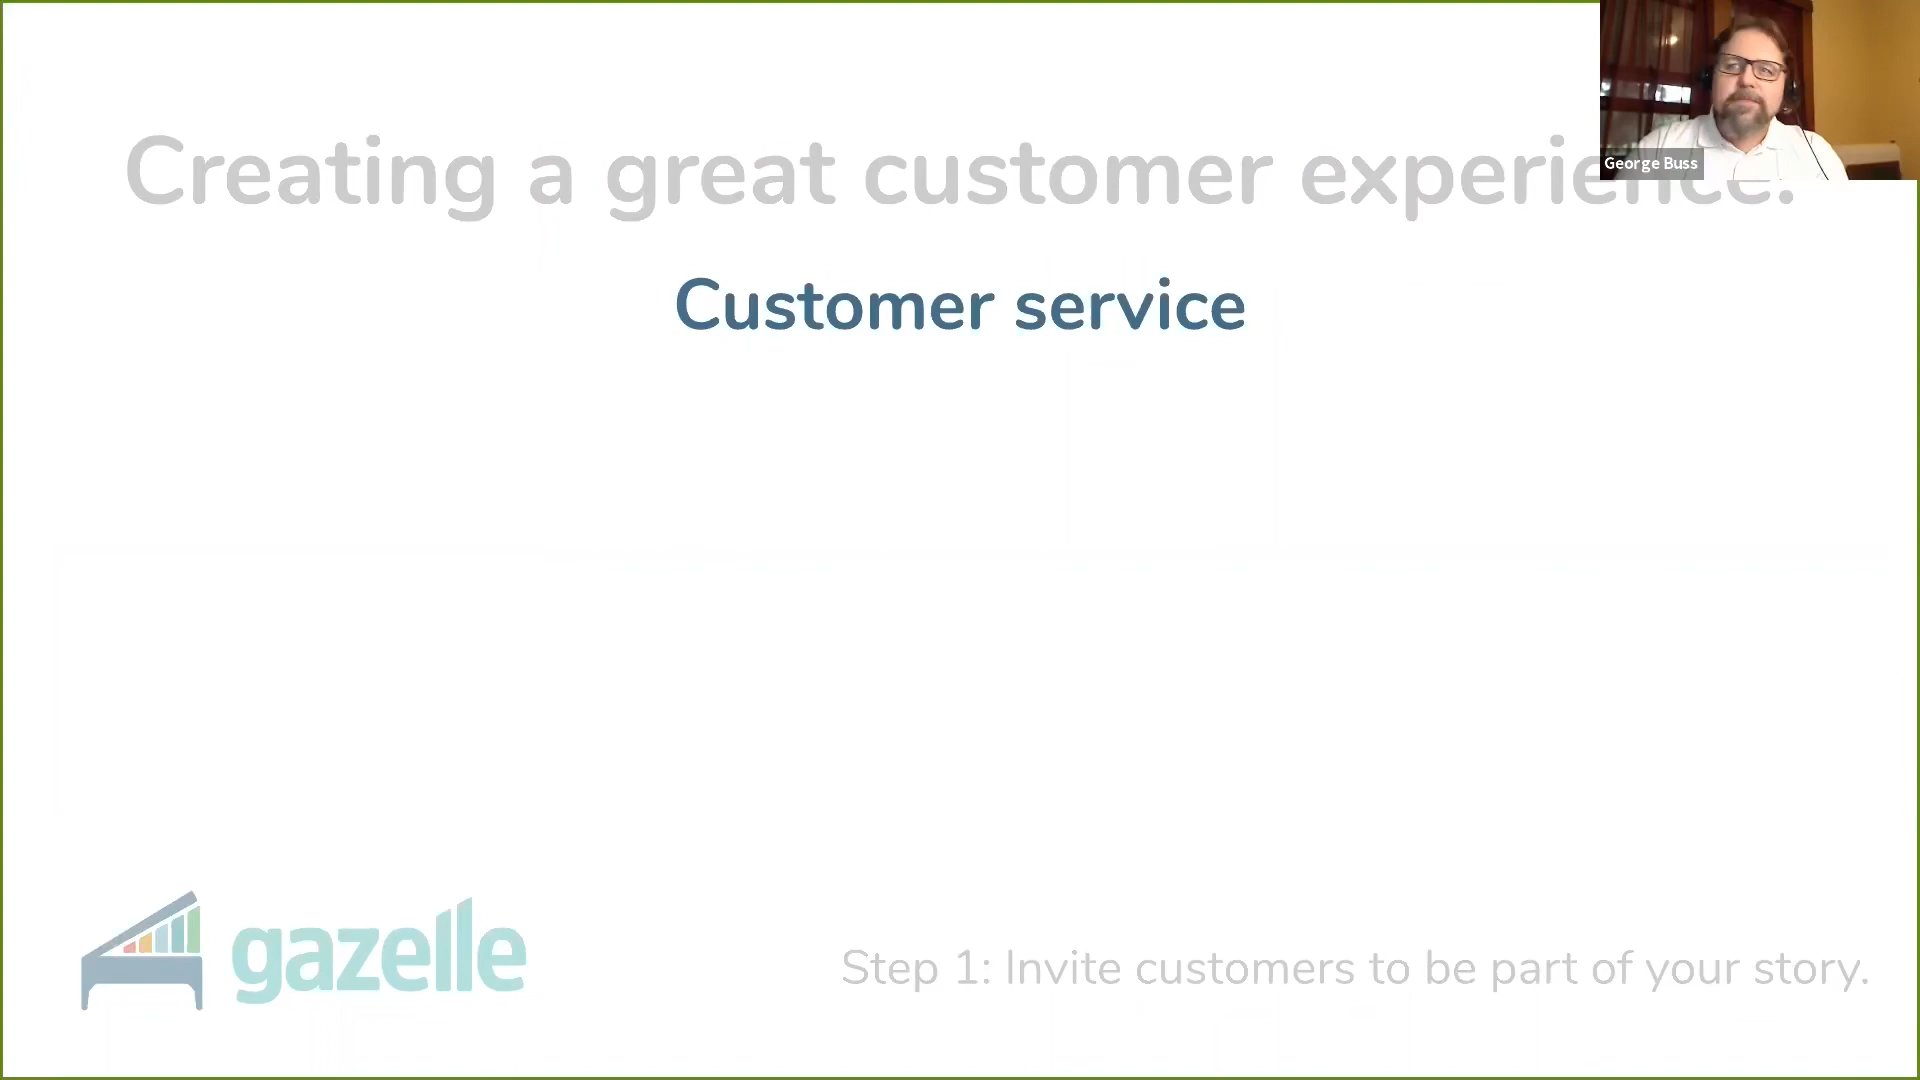 Creating a great customer experience.
George Buss
Customer service
gazelle
Step 1: Invite customers to be part of your story.